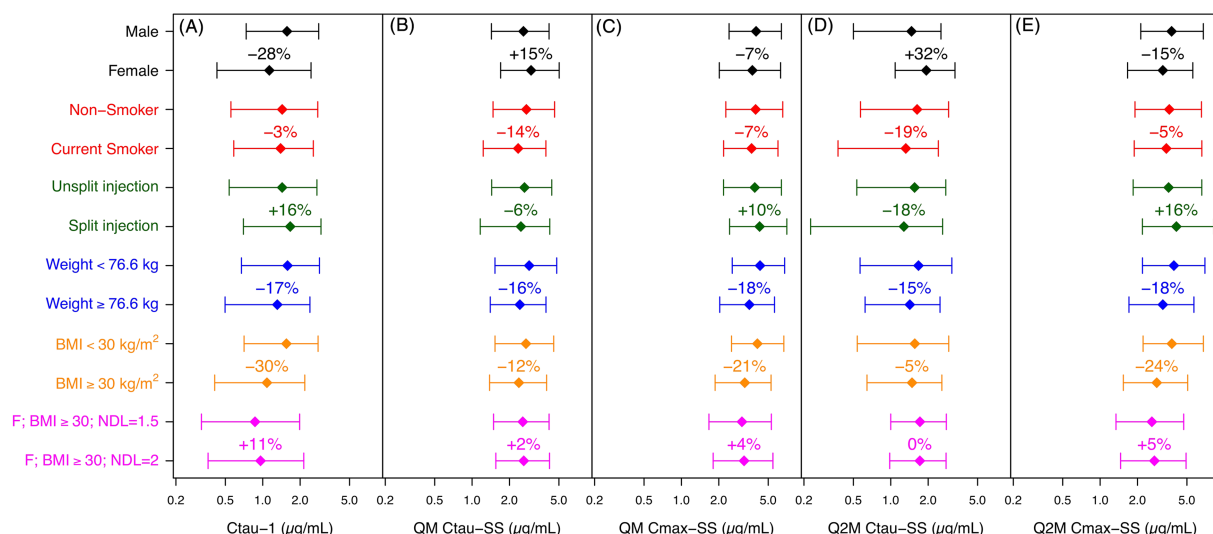 (A) (B) (C) (D) (E)
Male
−28% +15% −7% +32% −15%
Female
Non−Smoker
−3% −14% −7% −19% −5%
Current Smoker
Unsplit injection
+16% −6% +10% −18% +16%
Split injection
Weight < 76.6 kg
−17% −16% −18% −15% −18%
Weight ≥ 76.6 kg
BMI < 30 kg/m²
−30% −12% −21% −5% −24%
BMI ≥ 30 kg/m²
F; BMI ≥ 30; NDL=1.5
+11% +2% +4% 0% +5%
F; BMI ≥ 30; NDL=2
0.2 0.5 1.0 2.0 5.0 0.2 0.5 1.0 2.0 5.0 0.2 0.5 1.0 2.0 5.0 0.2 0.5 1.0 2.0 5.0 0.2 0.5 1.0 2.0 5.0
Ctau−1 (µg/mL) QM Ctau−SS (µg/mL) QM Cmax−SS (µg/mL) Q2M Ctau−SS (µg/mL) Q2M Cmax−SS (µg/mL)